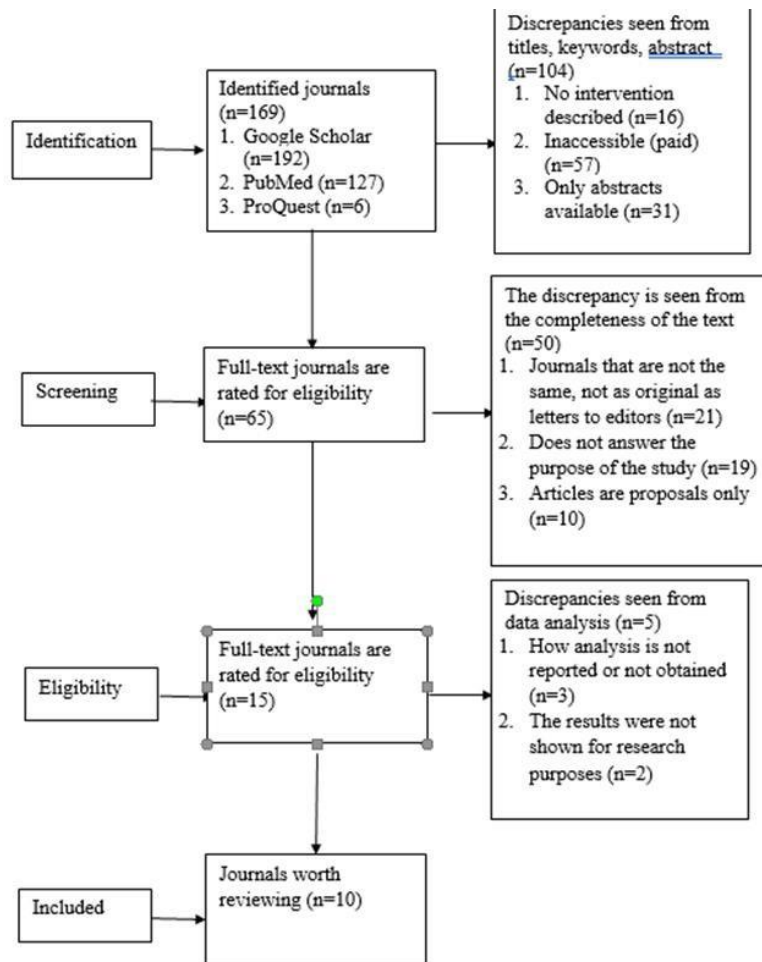 Identification
Identified journals
(n=169)
1. Google Scholar
(n=192)
2. PubMed (n=127)
3. ProQuest (n=6)
Discrepancies seen from
titles, keywords, abstract
(n=104)
1. No intervention
described (n=16)
2. Inaccessible (paid)
(n=57)
3. Only abstracts
available (n=31)
Screening
Full-text journals are
rated for eligibility
(n=65)
The discrepancy is seen from
the completeness of the text
(n=50)
1. Journals that are not the
same, not as original as
letters to editors (n=21)
2. Does not answer the
purpose of the study (n=19)
3. Articles are proposals only
(n=10)
Eligibility
Full-text journals are
rated for eligibility
(n=15)
Discrepancies seen from
data analysis (n=5)
1. How analysis is not
reported or not obtained
(n=3)
2. The results were not
shown for research
purposes (n=2)
Included
Journals worth
reviewing (n=10)